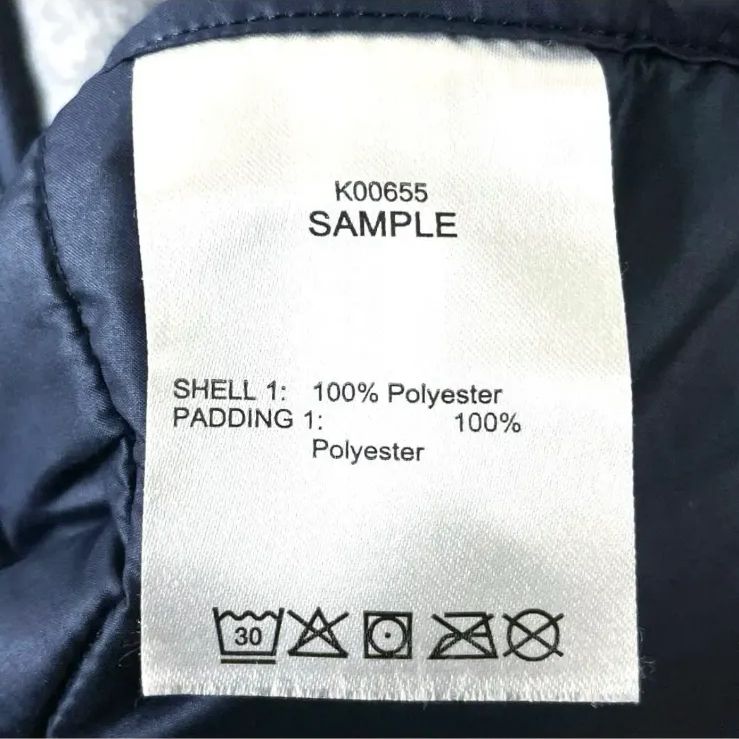 K00655
SAMPLE
SHELL 1: 100% Polyester
PADDING 1: 100%
Polyester
30